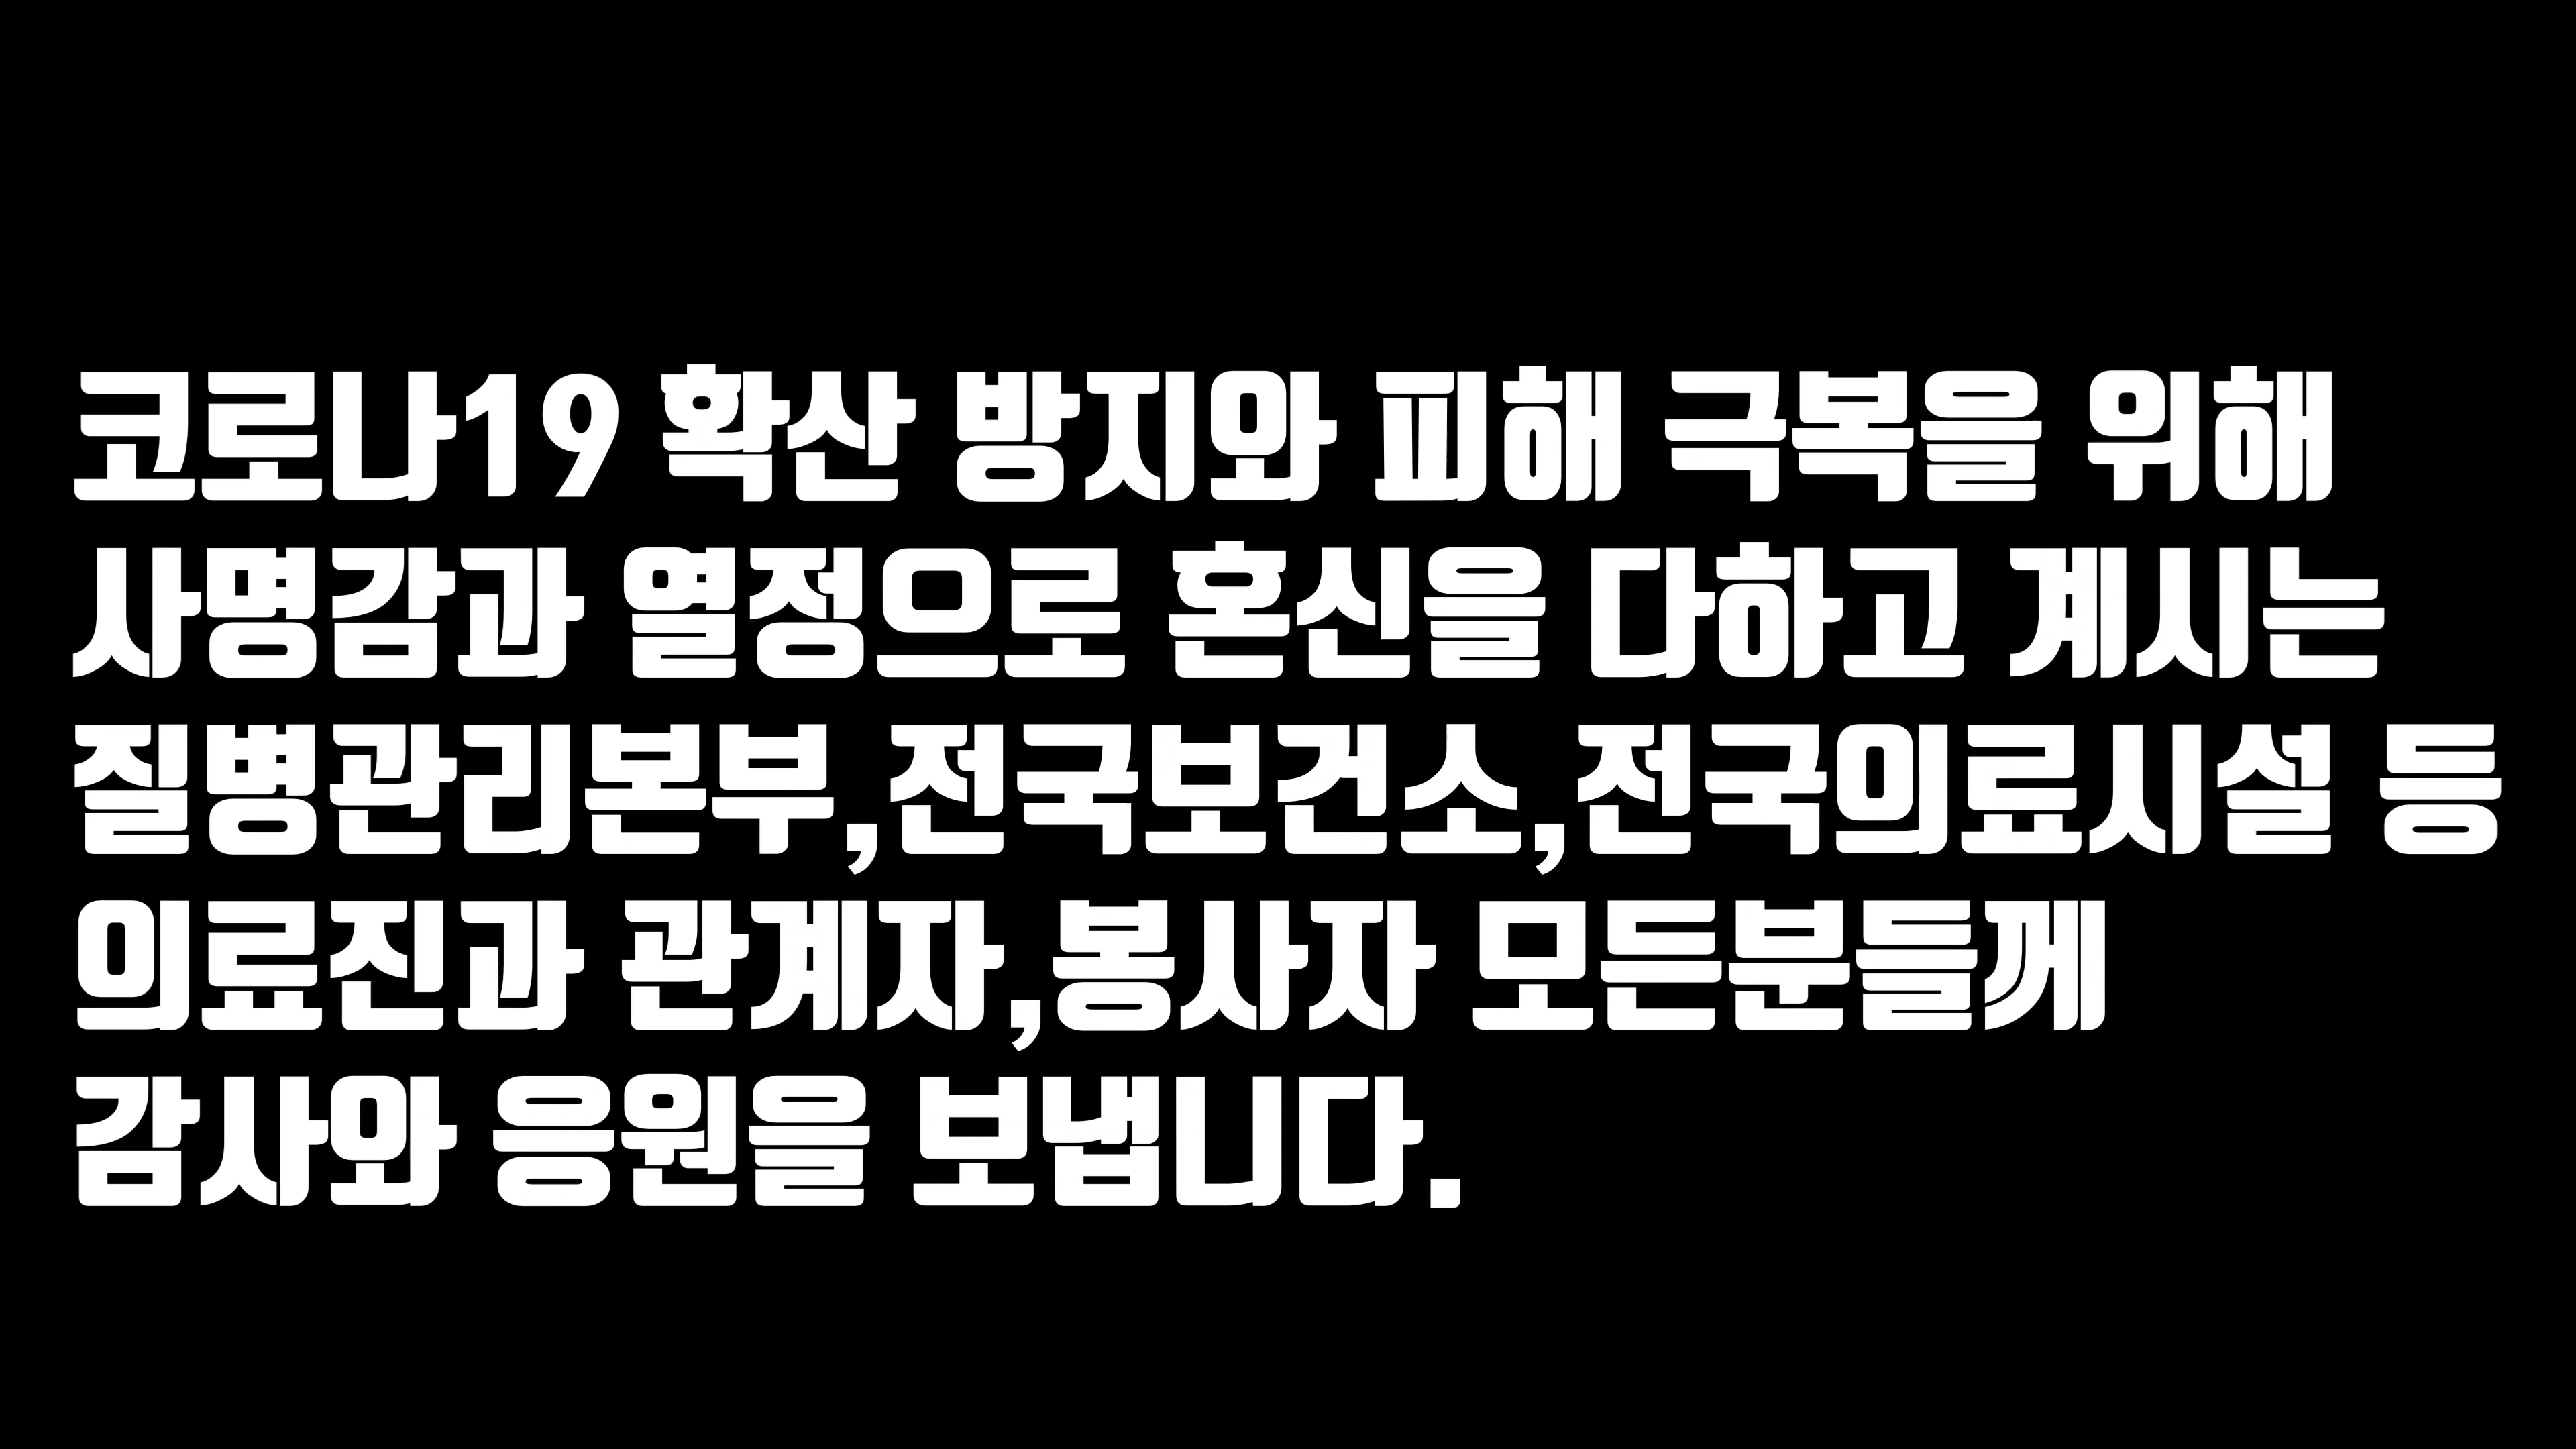 코로나19 확산 방지와 피해 극복을 위해
사명감과 열정으로 혼신을 다하고 계시는
질병관리본부,전국보건소,전국의료시설 등
의료진과 관계자,봉사자 모든분들께
감사와 응원을 보냅니다.